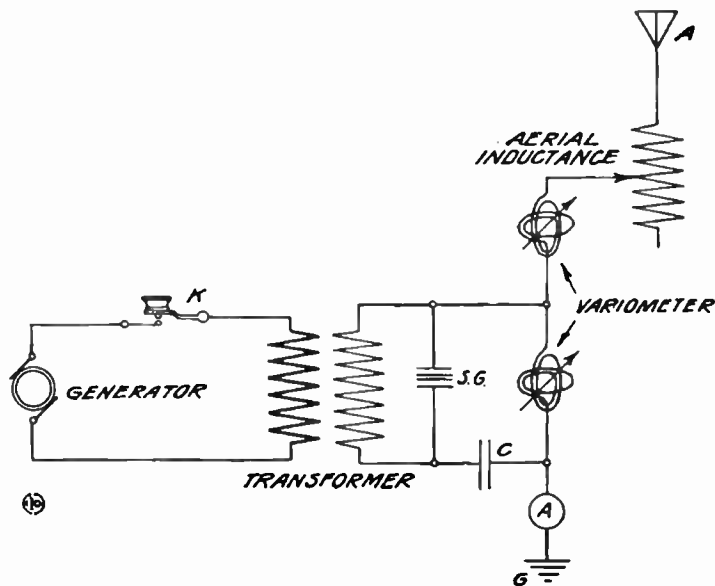 A
AERIAL
INDUCTANCE
K
VARIOMETER
GENERATOR
S.G.
C
TRANSFORMER
A
G